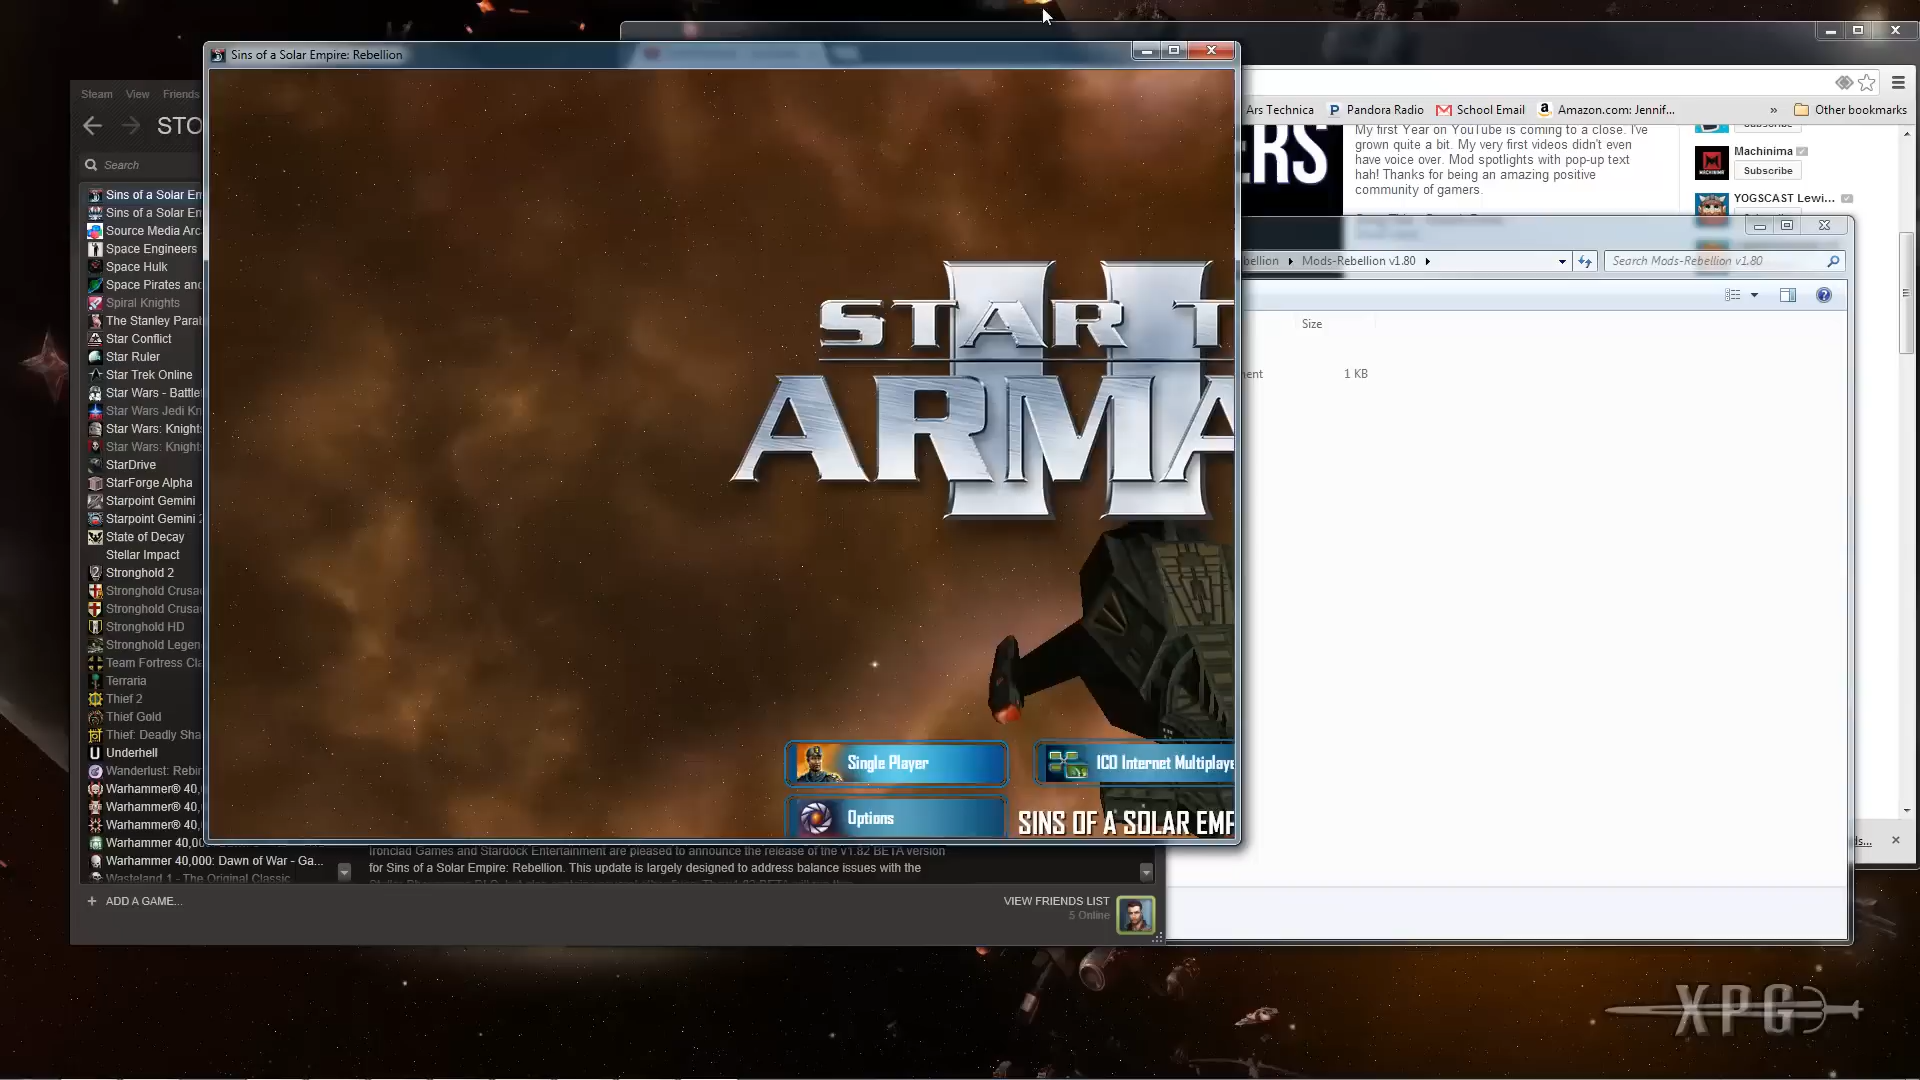 Sins of a Solar Empire: Rebellion
Steam View Friends
STO
Search
Sins of a Solar Em
Sins of a Solar Em
Source Media Arc
Space Engineers
Space Hulk
Space Pirates and
Spiral Knights
The Stanley Paral
Star Conflict
Star Ruler
Star Trek Online
Star Wars - Battlef
Star Wars Jedi Kn
Star Wars: Knights
Star Wars: Knights
StarDrive
StarForge Alpha
Starpoint Gemini
Starpoint Gemini 2
State of Decay
Stellar Impact
Stronghold 2
Stronghold Crusa
Stronghold Crusa
Stronghold HD
Stronghold Legen
Team Fortress Cla
Terraria
Thief 2
Thief Gold
Thief: Deadly Sha
Underhell
Wanderlust: Rebir
Warhammer® 40,
Warhammer® 40,
Warhammer® 40,
Warhammer 40,00
Warhammer 40,000: Dawn of War - Ga...
Wasteland 1 - The Original Classic
+ ADD A GAME...
STAR T
ARMA
II
Single Player
ICO Internet Multiplaye
Options
SINS OF A SOLAR EMP
Ironclad Games and Stardock Entertainment are pleased to announce the release of the v1.82 BETA version
for Sins of a Solar Empire: Rebellion. This update is largely designed to address balance issues with the
VIEW FRIENDS LIST
5 Online
Ars Technica
Pandora Radio
School Email
Amazon.com: Jennif...
»
Other bookmarks
ERS
My first Year on YouTube is coming to a close. I've
grown quite a bit. My very first videos didn't even
have voice over. Mod spotlights with pop-up text
hah! Thanks for being an amazing positive
community of gamers.
Machinima
Subscribe
YOGSCAST Lewi...
bellion ▸ Mods-Rebellion v1.80 ▸
Search Mods-Rebellion v1.80
Size
ment
1 KB
ls...
XPG